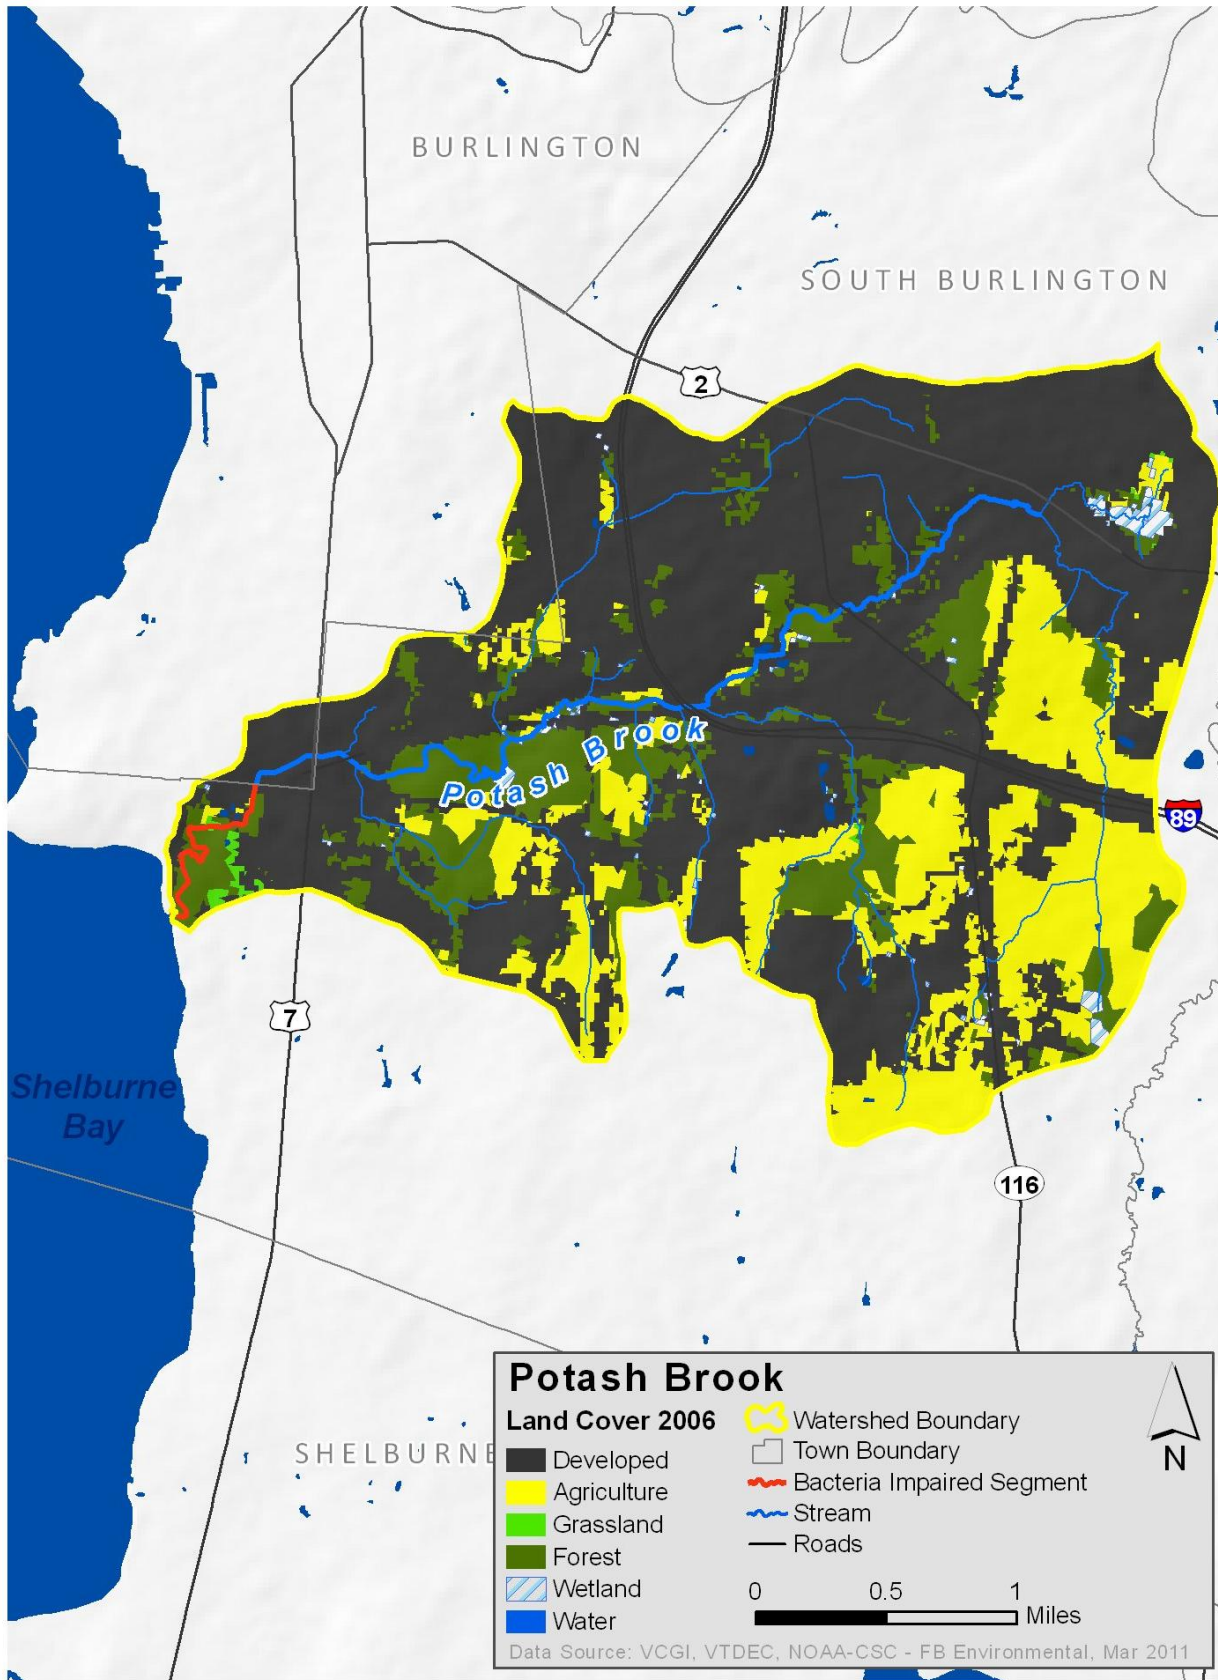 BURLINGTON
SOUTH BURLINGTON
2
Potash Brook
89
7
Shelburne
Bay
116
SHELBURNE
Potash Brook
Land Cover 2006
Developed
Agriculture
Grassland
Forest
Wetland
Water
Watershed Boundary
Town Boundary
Bacteria Impaired Segment
Stream
Roads
N
0 0.5 1
Miles
Data Source: VCGI, VTDEC, NOAA-CSC - FB Environmental, Mar 2011